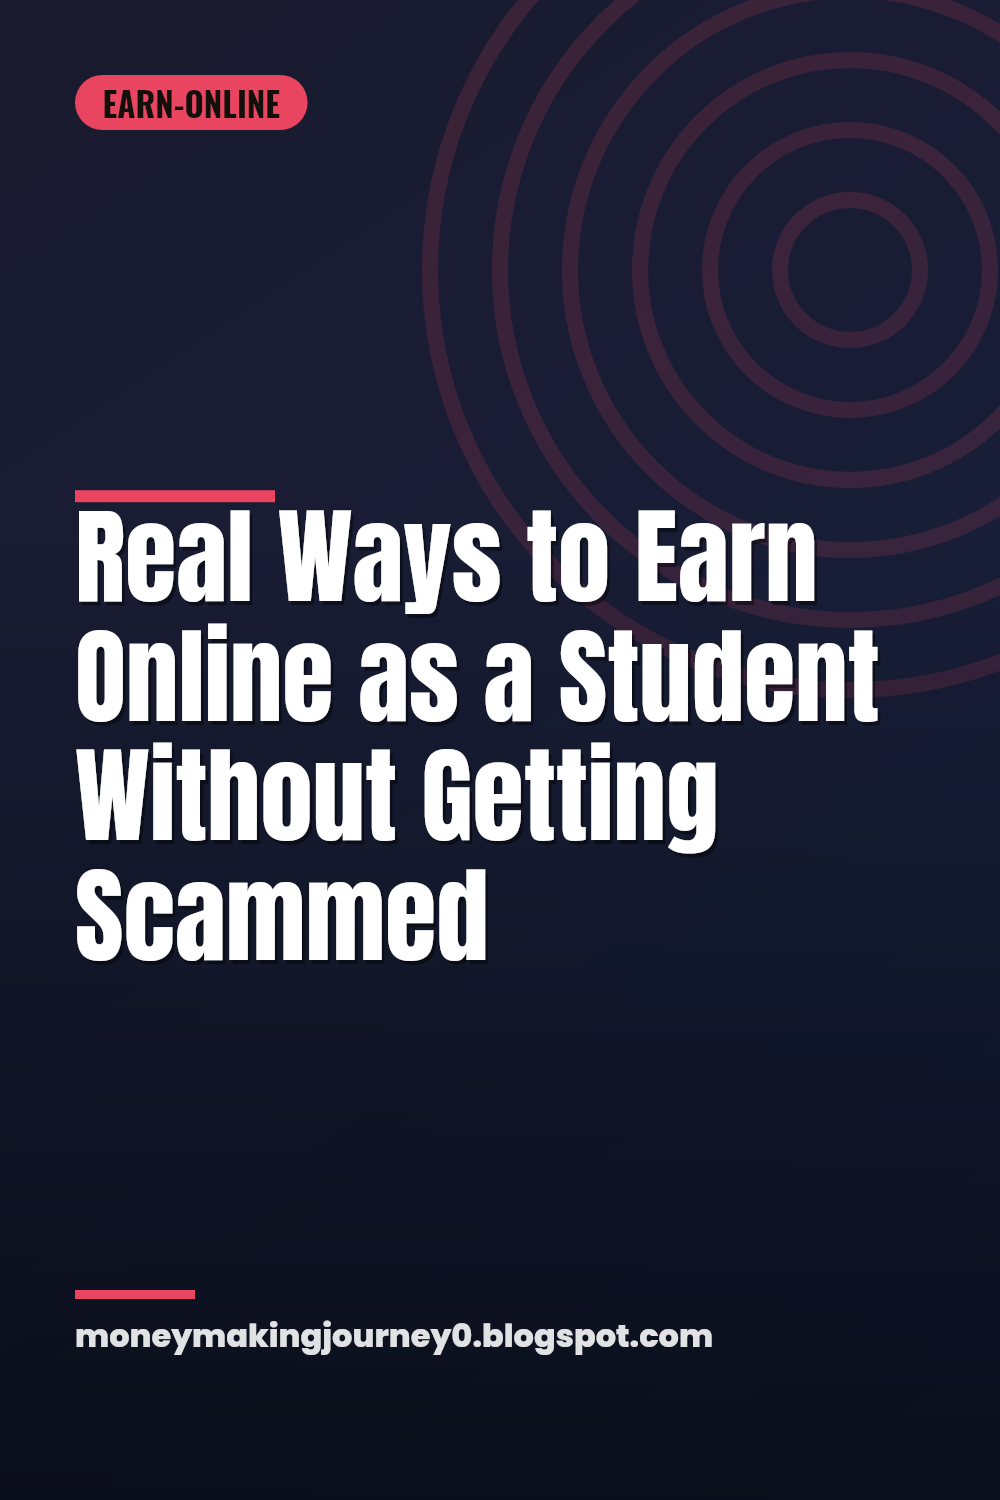 EARN-ONLINE
Real Ways to Earn
Online as a Student
Without Getting
Scammed
moneymakingjourney0.blogspot.com